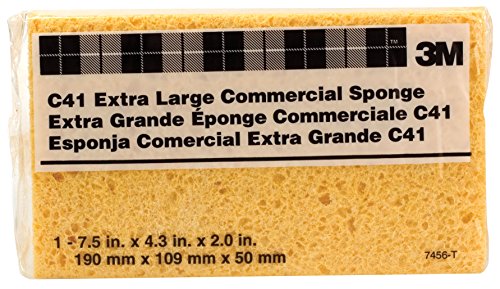 ™
3M
C41 Extra Large Commercial Sponge
Extra Grande Éponge Commerciale C41
Esponja Comercial Extra Grande C41
1 - 7.5 in. x 4.3 in. x 2.0 in.
190 mm x 109 mm x 50 mm
7456-T